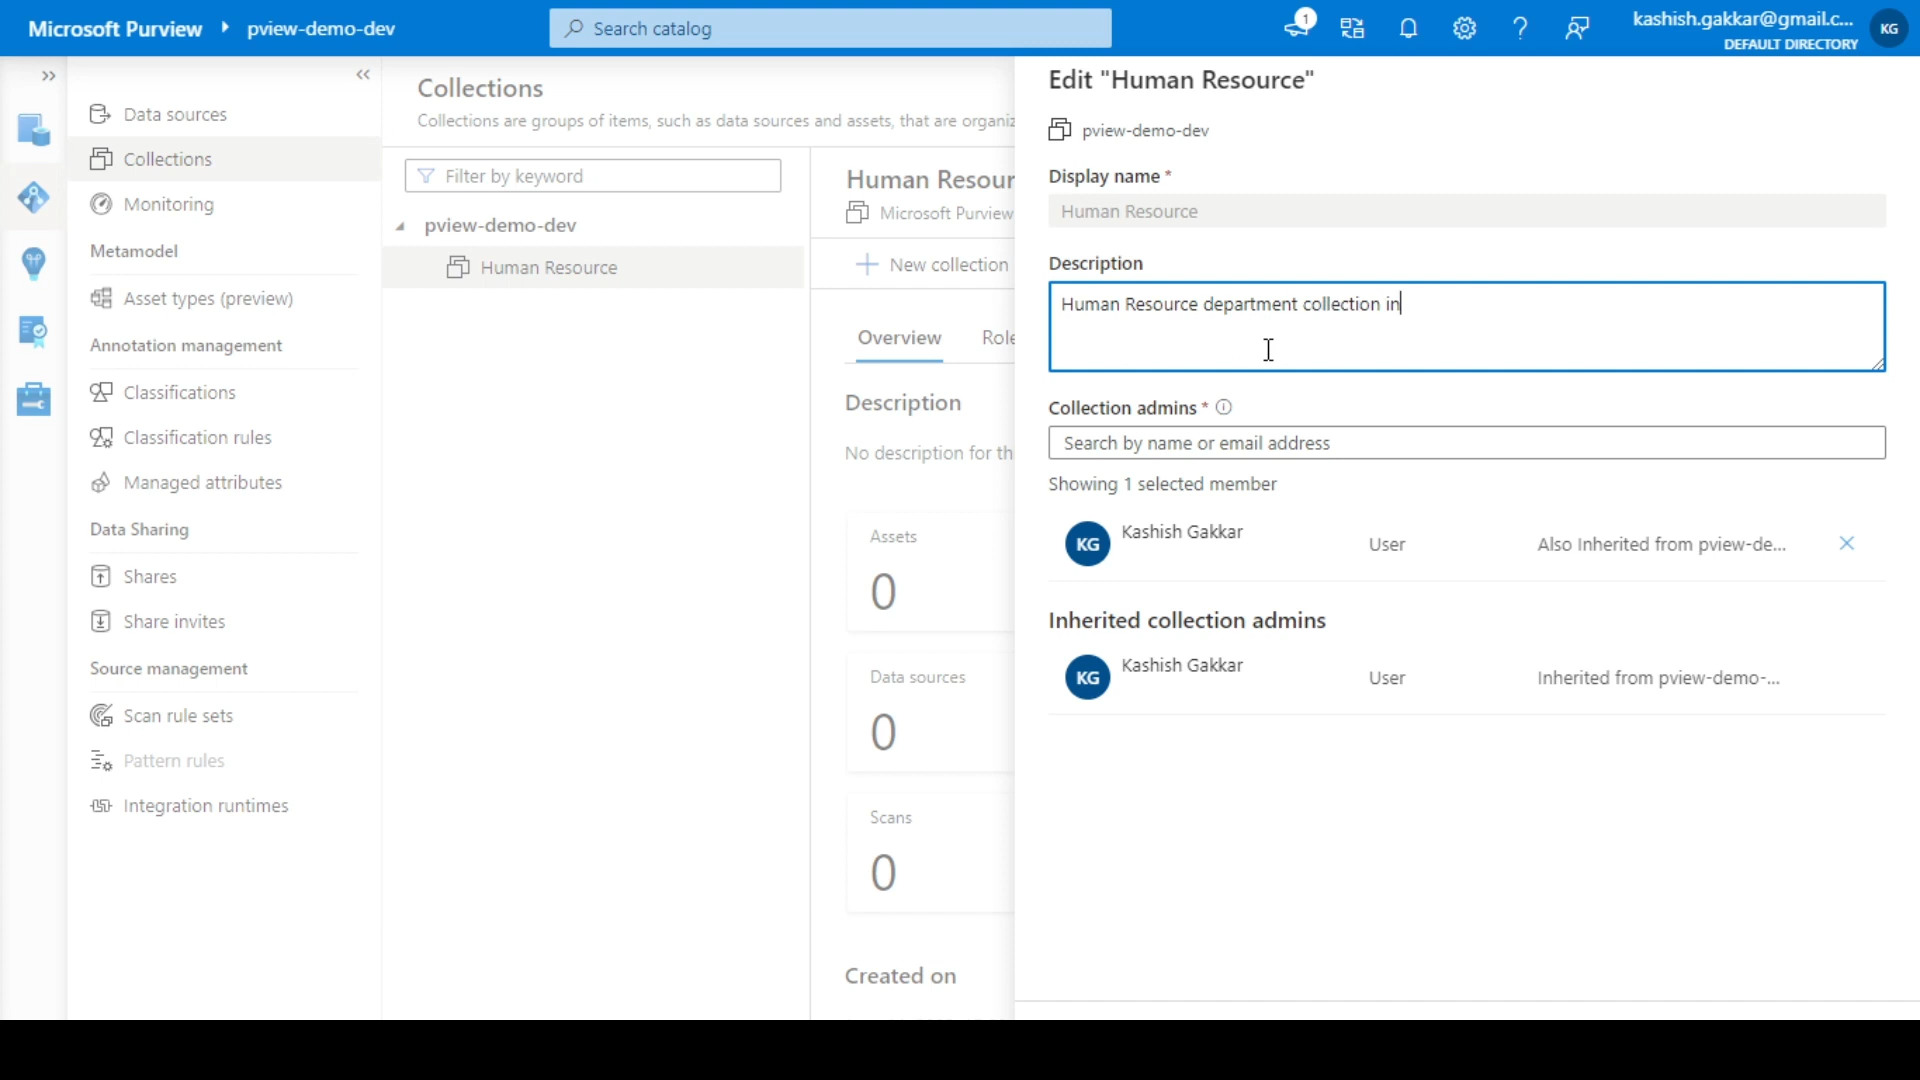 Microsoft Purview
pview-demo-dev
Search catalog
1
kashish.gakkar@gmail.c...
DEFAULT DIRECTORY
KG
Data sources
Collections
Monitoring
Metamodel
Asset types (preview)
Annotation management
Classifications
Classification rules
Managed attributes
Data Sharing
Shares
Share invites
Source management
Scan rule sets
Pattern rules
Integration runtimes
Collections
Collections are groups of items, such as data sources and assets, that are organiz
Filter by keyword
pview-demo-dev
Human Resource
Human Resour
Microsoft Purview
New collection
Overview
Role
Description
No description for th
Assets
0
Data sources
0
Scans
0
Created on
Edit "Human Resource"
pview-demo-dev
Display name *
Human Resource
Description
Human Resource department collection in
Collection admins *
Search by name or email address
Showing 1 selected member
KG
Kashish Gakkar
User
Also Inherited from pview-de...
Inherited collection admins
KG
Kashish Gakkar
User
Inherited from pview-demo-...